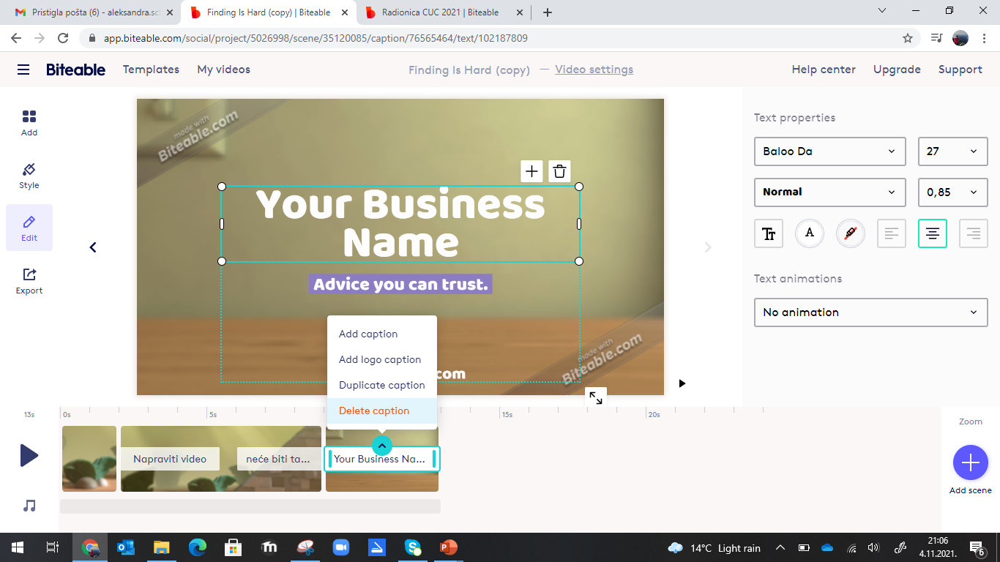 Pristigla pošta (6) - aleksandra.sc
Finding Is Hard (copy) | Biteable
Radionica CUC 2021 | Biteable
app.biteable.com/social/project/5026998/scene/35120085/caption/76565464/text/102187809
Biteable
Templates
My videos
Finding Is Hard (copy) — Video settings
Help center
Upgrade
Support
Add
Style
Edit
Export
made with
Biteable.com
Your Business
Name
Advice you can trust.
.com
made with
Biteable.com
Text properties
Baloo Da
27
Normal
0,85
Text animations
No animation
Add caption
Add logo caption
Duplicate caption
Delete caption
13s
0s
5s
15s
20s
Napraviti video
neće biti ta...
Your Business Na...
Zoom
Add scene
14°C Light rain
21:06
4.11.2021.
6